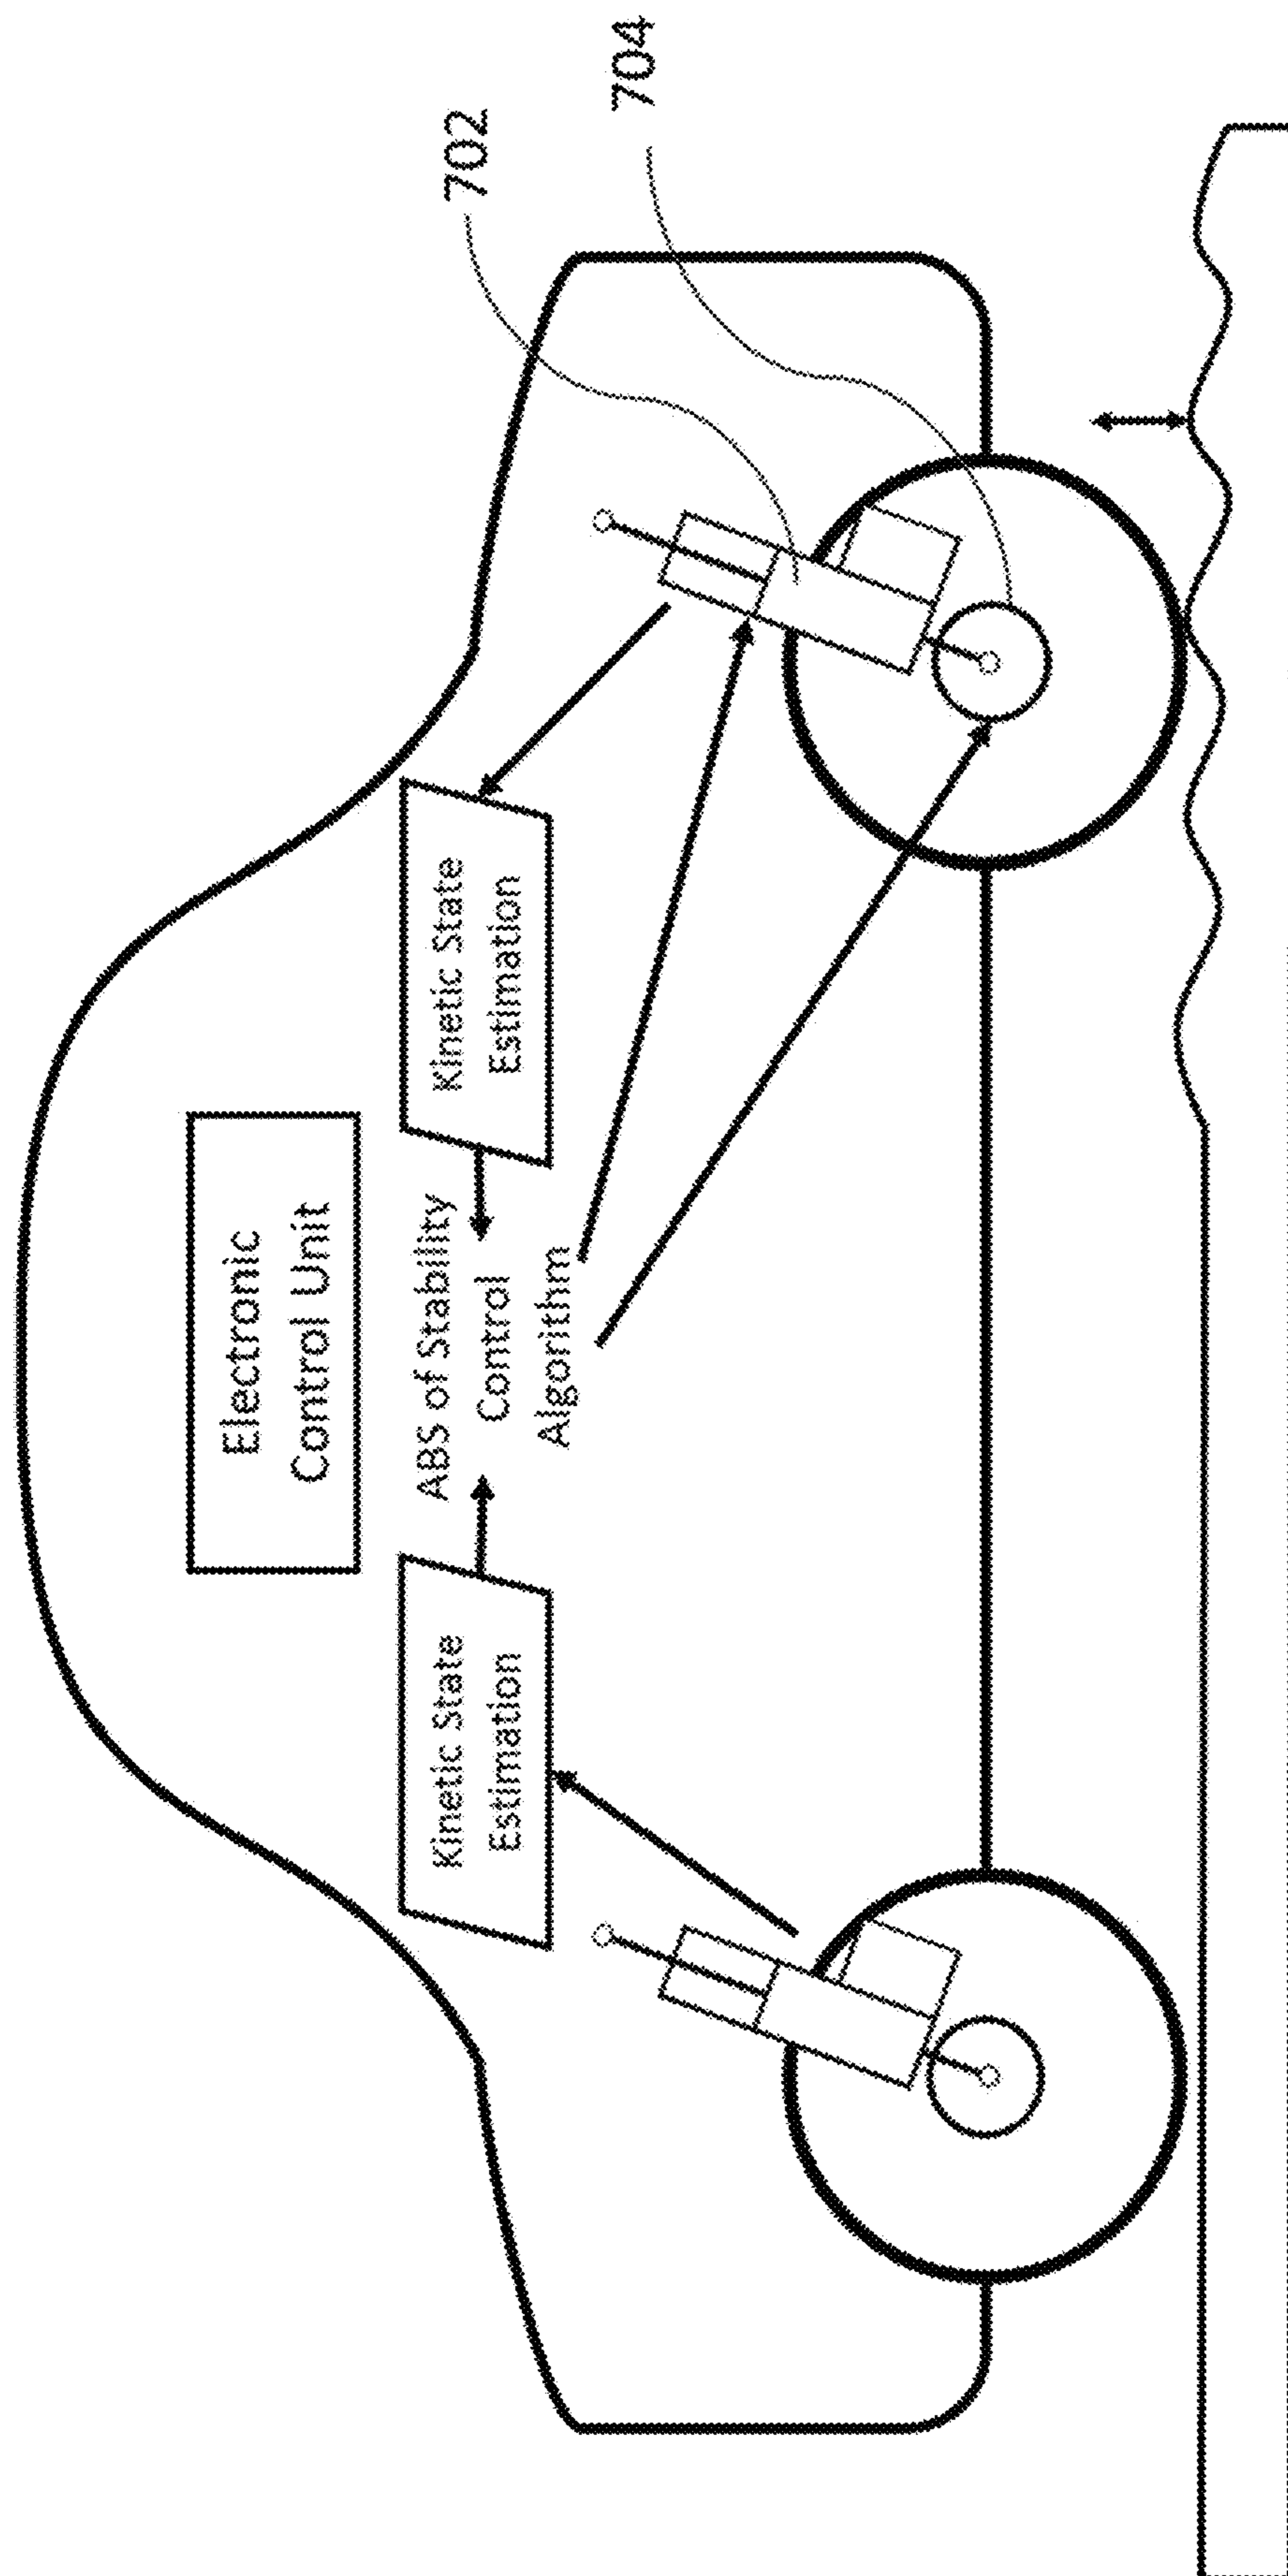 702
704
Electronic
Control Unit
Kinetic State
Estimation
ABS of Stability
Control
Algorithm
Kinetic State
Estimation